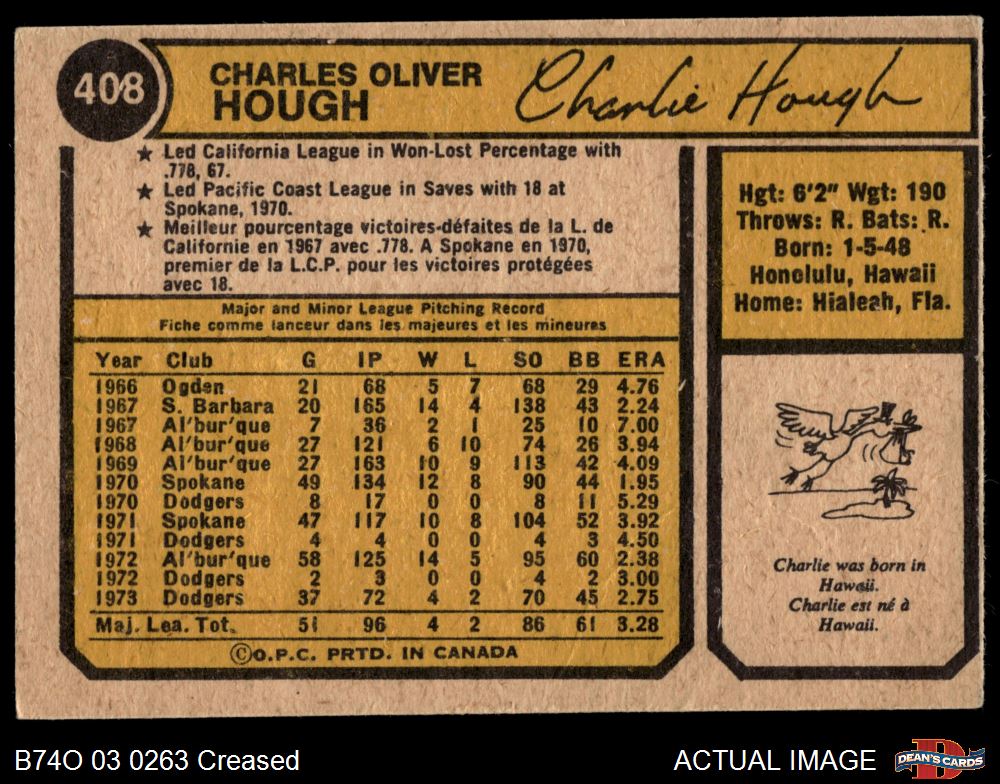 408
CHARLES OLIVER
HOUGH
Charlie Hough
★ Led California League in Won-Lost Percentage with
.778, 67.
★ Led Pacific Coast League in Saves with 18 at
Spokane, 1970.
★ Meilleur pourcentage victoires-défaites de la L. de
Californie en 1967 avec .778. A Spokane en 1970,
premier de la L.C.P. pour les victoires protégées
avec 18.
Hgt: 6'2" Wgt: 190
Throws: R. Bats: R.
Born: 1-5-48
Honolulu, Hawaii
Home: Hialeah, Fla.
Major and Minor League Pitching Record
Fiche comme lanceur dans les majeures et les mineures
Year Club G IP W L SO BB ERA
1966 Ogden 21 68 5 7 68 29 4.76
1967 S. Barbara 20 165 14 4 138 43 2.24
1967 Al'bur'que 7 36 2 1 25 10 7.00
1968 Al'bur'que 27 121 6 10 74 26 3.94
1969 Al'bur'que 27 163 10 9 113 42 4.09
1970 Spokane 49 134 12 8 90 44 1.95
1970 Dodgers 8 17 0 0 8 11 5.29
1971 Spokane 47 117 10 8 104 52 3.92
1971 Dodgers 4 4 0 0 4 3 4.50
1972 Al'bur'que 58 125 14 5 95 60 2.38
1972 Dodgers 2 3 0 0 4 2 3.00
1973 Dodgers 37 72 4 2 70 45 2.75
Maj. Lea. Tot. 51 96 4 2 86 61 3.28
©O.P.C. PRTD. IN CANADA
Charlie was born in
Hawaii.
Charlie est né à
Hawaii.
B74O 03 0263 Creased
ACTUAL IMAGE
DEAN'S CARDS